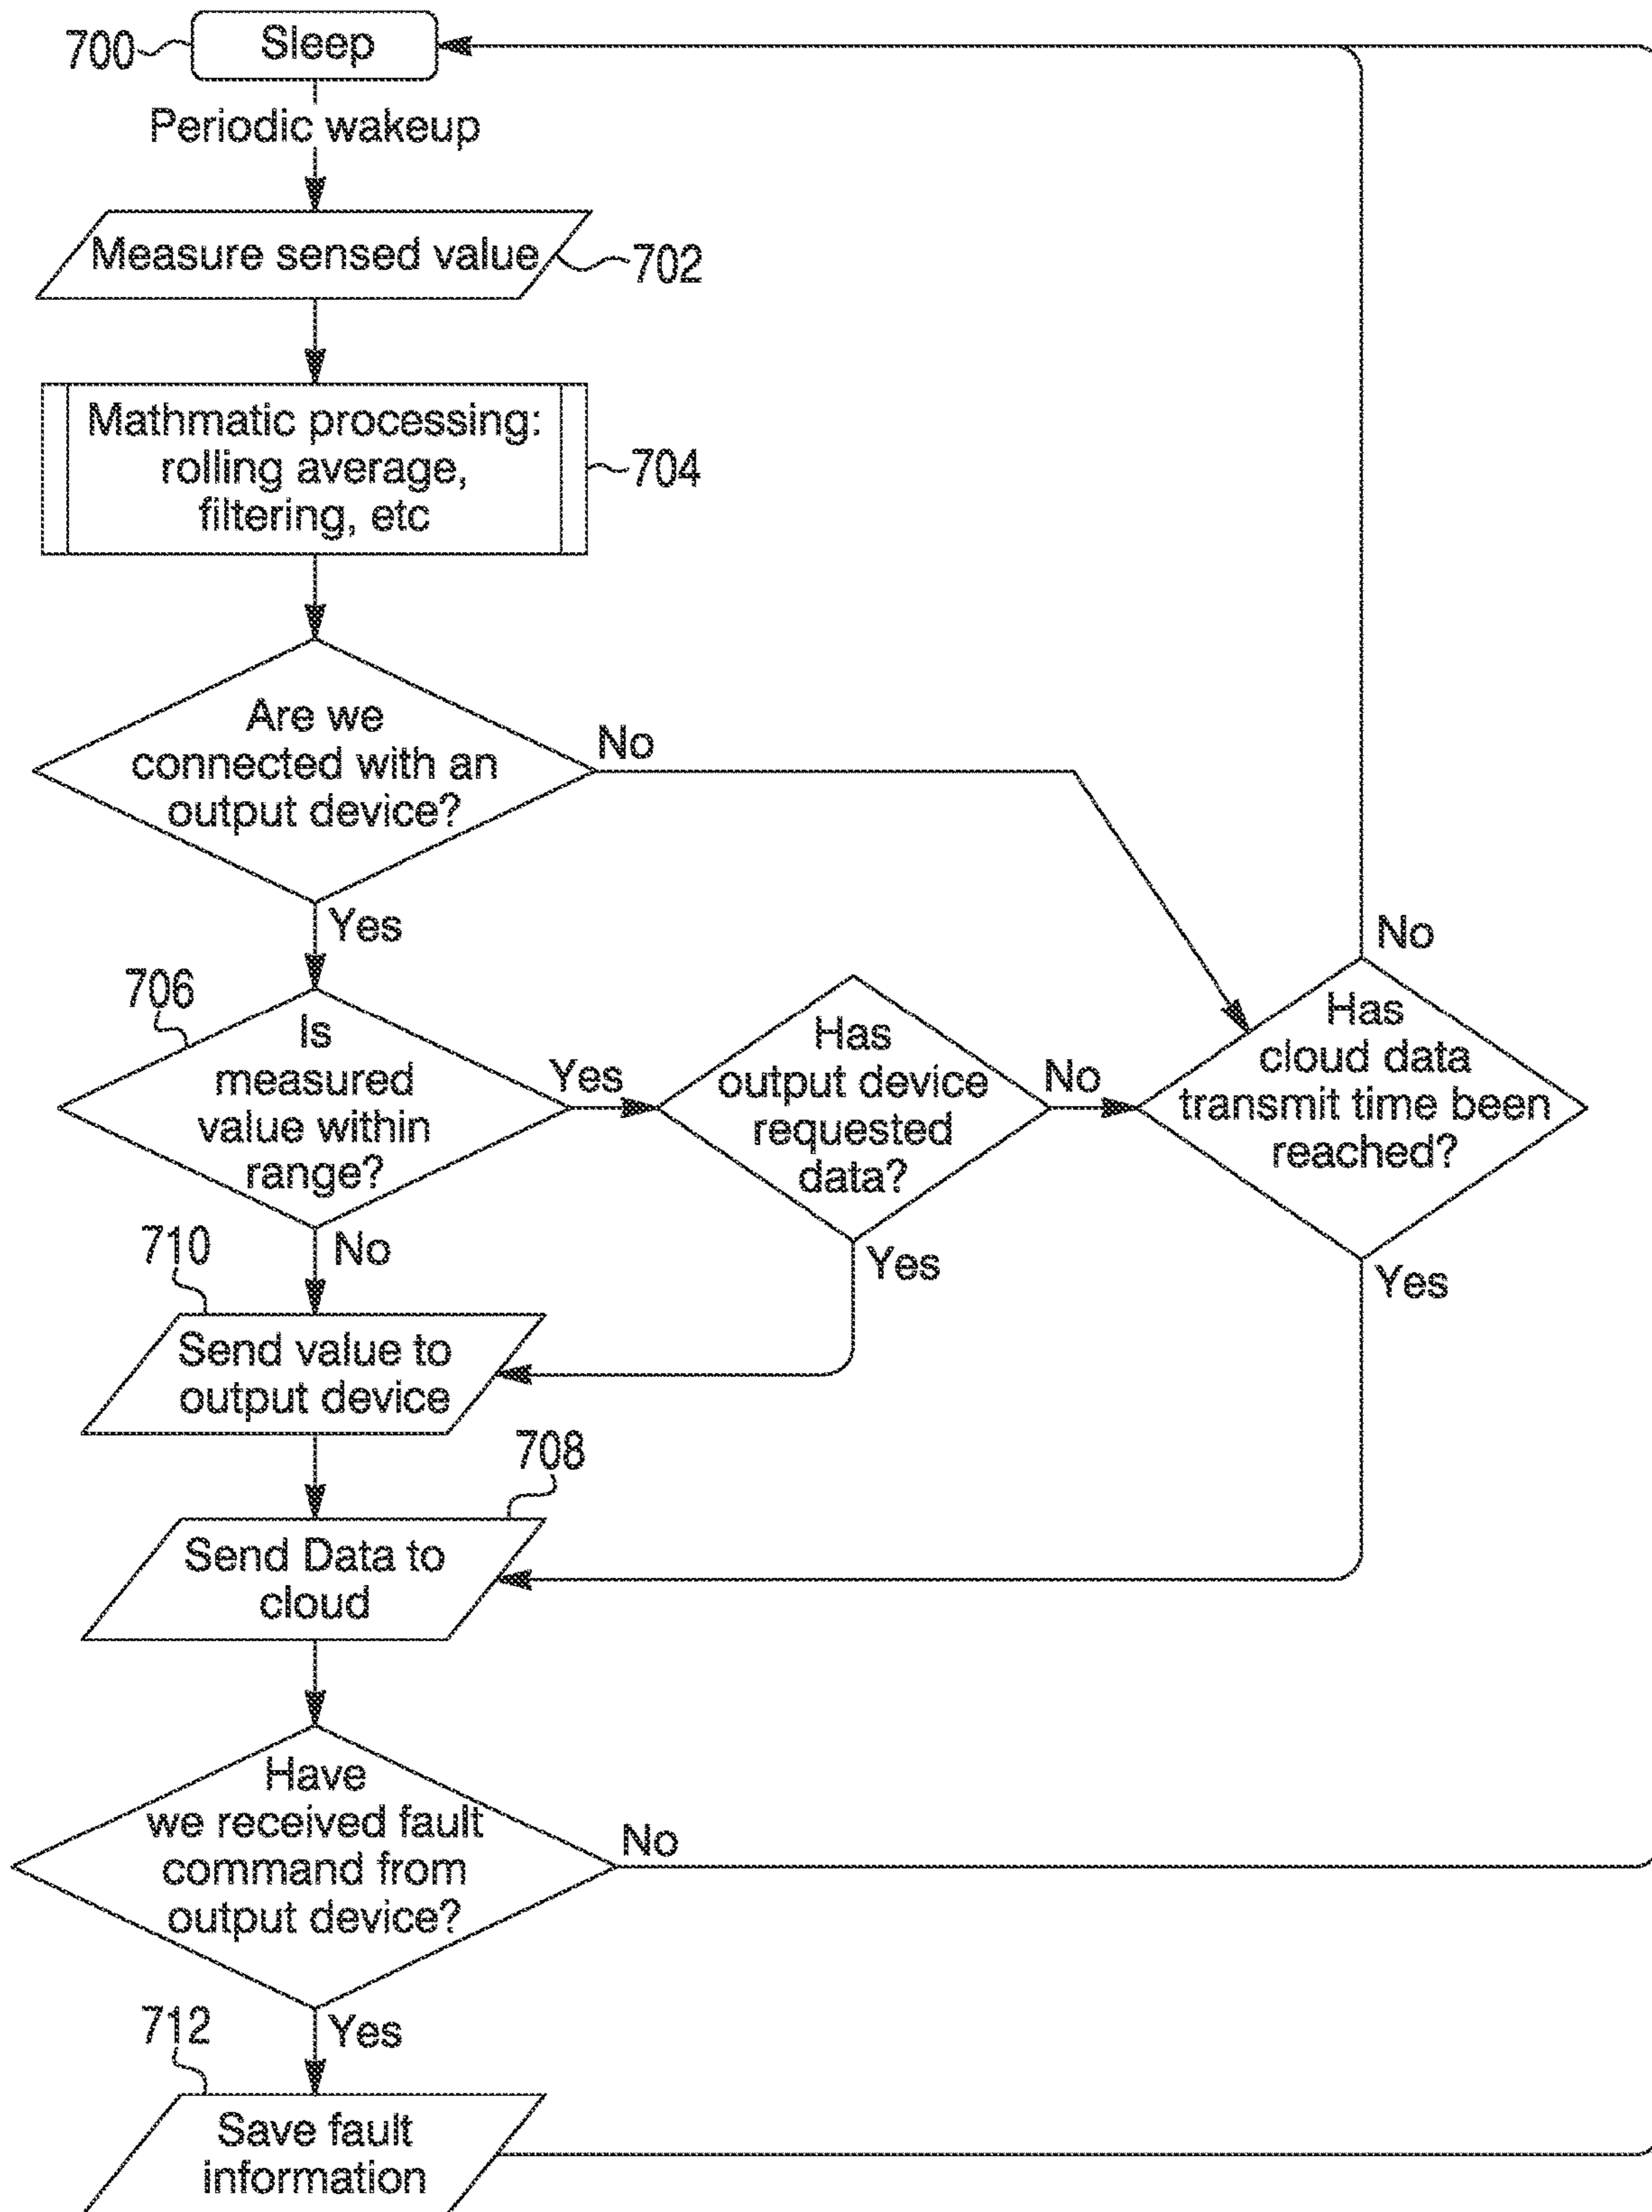 700
Sleep
Periodic wakeup
Measure sensed value
702
Mathmatic processing:
rolling average,
filtering, etc
704
Are we
connected with an
output device?
No
Yes
706
Is
measured
value within
range?
Yes
Has
output device
requested
data?
No
Has
cloud data
transmit time been
reached?
No
Yes
Yes
No
710
Send value to
output device
708
Send Data to
cloud
Have
we received fault
command from
output device?
No
Yes
712
Save fault
information